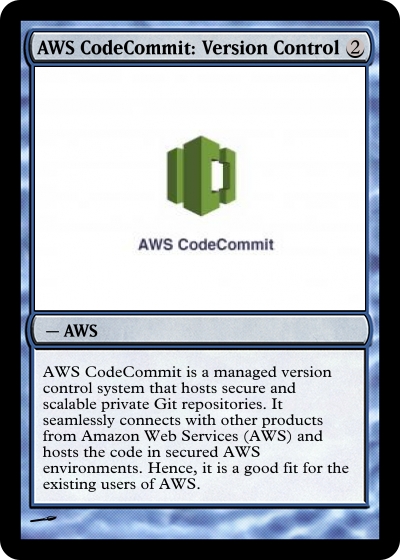 AWS CodeCommit: Version Control 2
AWS CodeCommit
— AWS
AWS CodeCommit is a managed version
control system that hosts secure and
scalable private Git repositories. It
seamlessly connects with other products
from Amazon Web Services (AWS) and
hosts the code in secured AWS
environments. Hence, it is a good fit for the
existing users of AWS.